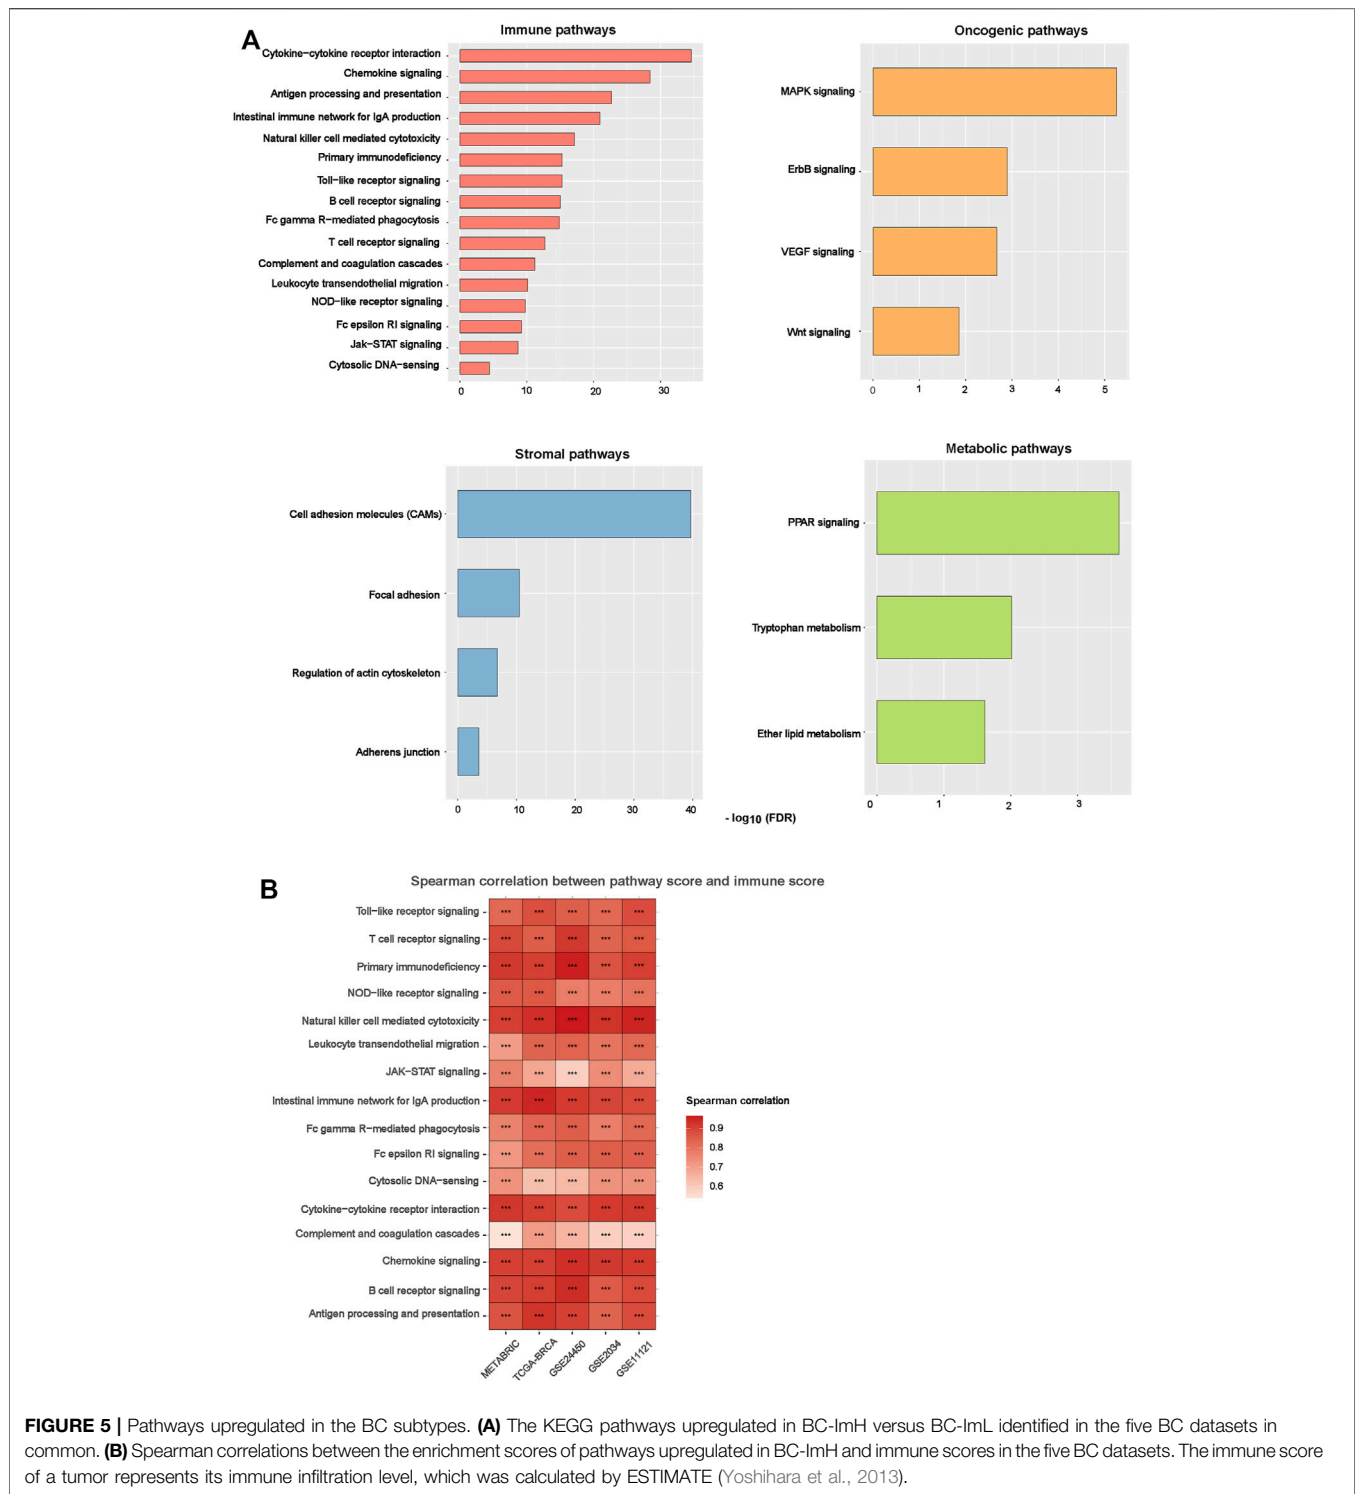 A
Immune pathways
Cytokine–cytokine receptor interaction
Chemokine signaling
Antigen processing and presentation
Intestinal immune network for IgA production
Natural killer cell mediated cytotoxicity
Primary immunodeficiency
Toll–like receptor signaling
B cell receptor signaling
Fc gamma R–mediated phagocytosis
T cell receptor signaling
Complement and coagulation cascades
Leukocyte transendothelial migration
NOD–like receptor signaling
Fc epsilon RI signaling
Jak–STAT signaling
Cytosolic DNA–sensing
0 10 20 30
Oncogenic pathways
MAPK signaling
ErbB signaling
VEGF signaling
Wnt signaling
0 1 2 3 4 5
Stromal pathways
Cell adhesion molecules (CAMs)
Focal adhesion
Regulation of actin cytoskeleton
Adherens junction
0 10 20 30 40
Metabolic pathways
PPAR signaling
Tryptophan metabolism
Ether lipid metabolism
0 1 2 3
- log10 (FDR)
B
Spearman correlation between pathway score and immune score
Toll–like receptor signaling *** *** *** *** ***
T cell receptor signaling *** *** *** *** ***
Primary immunodeficiency *** *** *** *** ***
NOD–like receptor signaling *** *** *** *** ***
Natural killer cell mediated cytotoxicity *** *** *** *** ***
Leukocyte transendothelial migration *** *** *** *** ***
JAK–STAT signaling *** *** *** *** ***
Intestinal immune network for IgA production *** *** *** *** ***
Fc gamma R–mediated phagocytosis *** *** *** *** ***
Fc epsilon RI signaling *** *** *** *** ***
Cytosolic DNA–sensing *** *** *** *** ***
Cytokine–cytokine receptor interaction *** *** *** *** ***
Complement and coagulation cascades *** *** *** *** ***
Chemokine signaling *** *** *** *** ***
B cell receptor signaling *** *** *** *** ***
Antigen processing and presentation *** *** *** *** ***
METABRIC TCGA-BRCA GSE24450 GSE2034 GSE11121
Spearman correlation
0.9
0.8
0.7
0.6
FIGURE 5 | Pathways upregulated in the BC subtypes. (A) The KEGG pathways upregulated in BC-ImH versus BC-ImL identified in the five BC datasets in
common. (B) Spearman correlations between the enrichment scores of pathways upregulated in BC-ImH and immune scores in the five BC datasets. The immune score
of a tumor represents its immune infiltration level, which was calculated by ESTIMATE (Yoshihara et al., 2013).